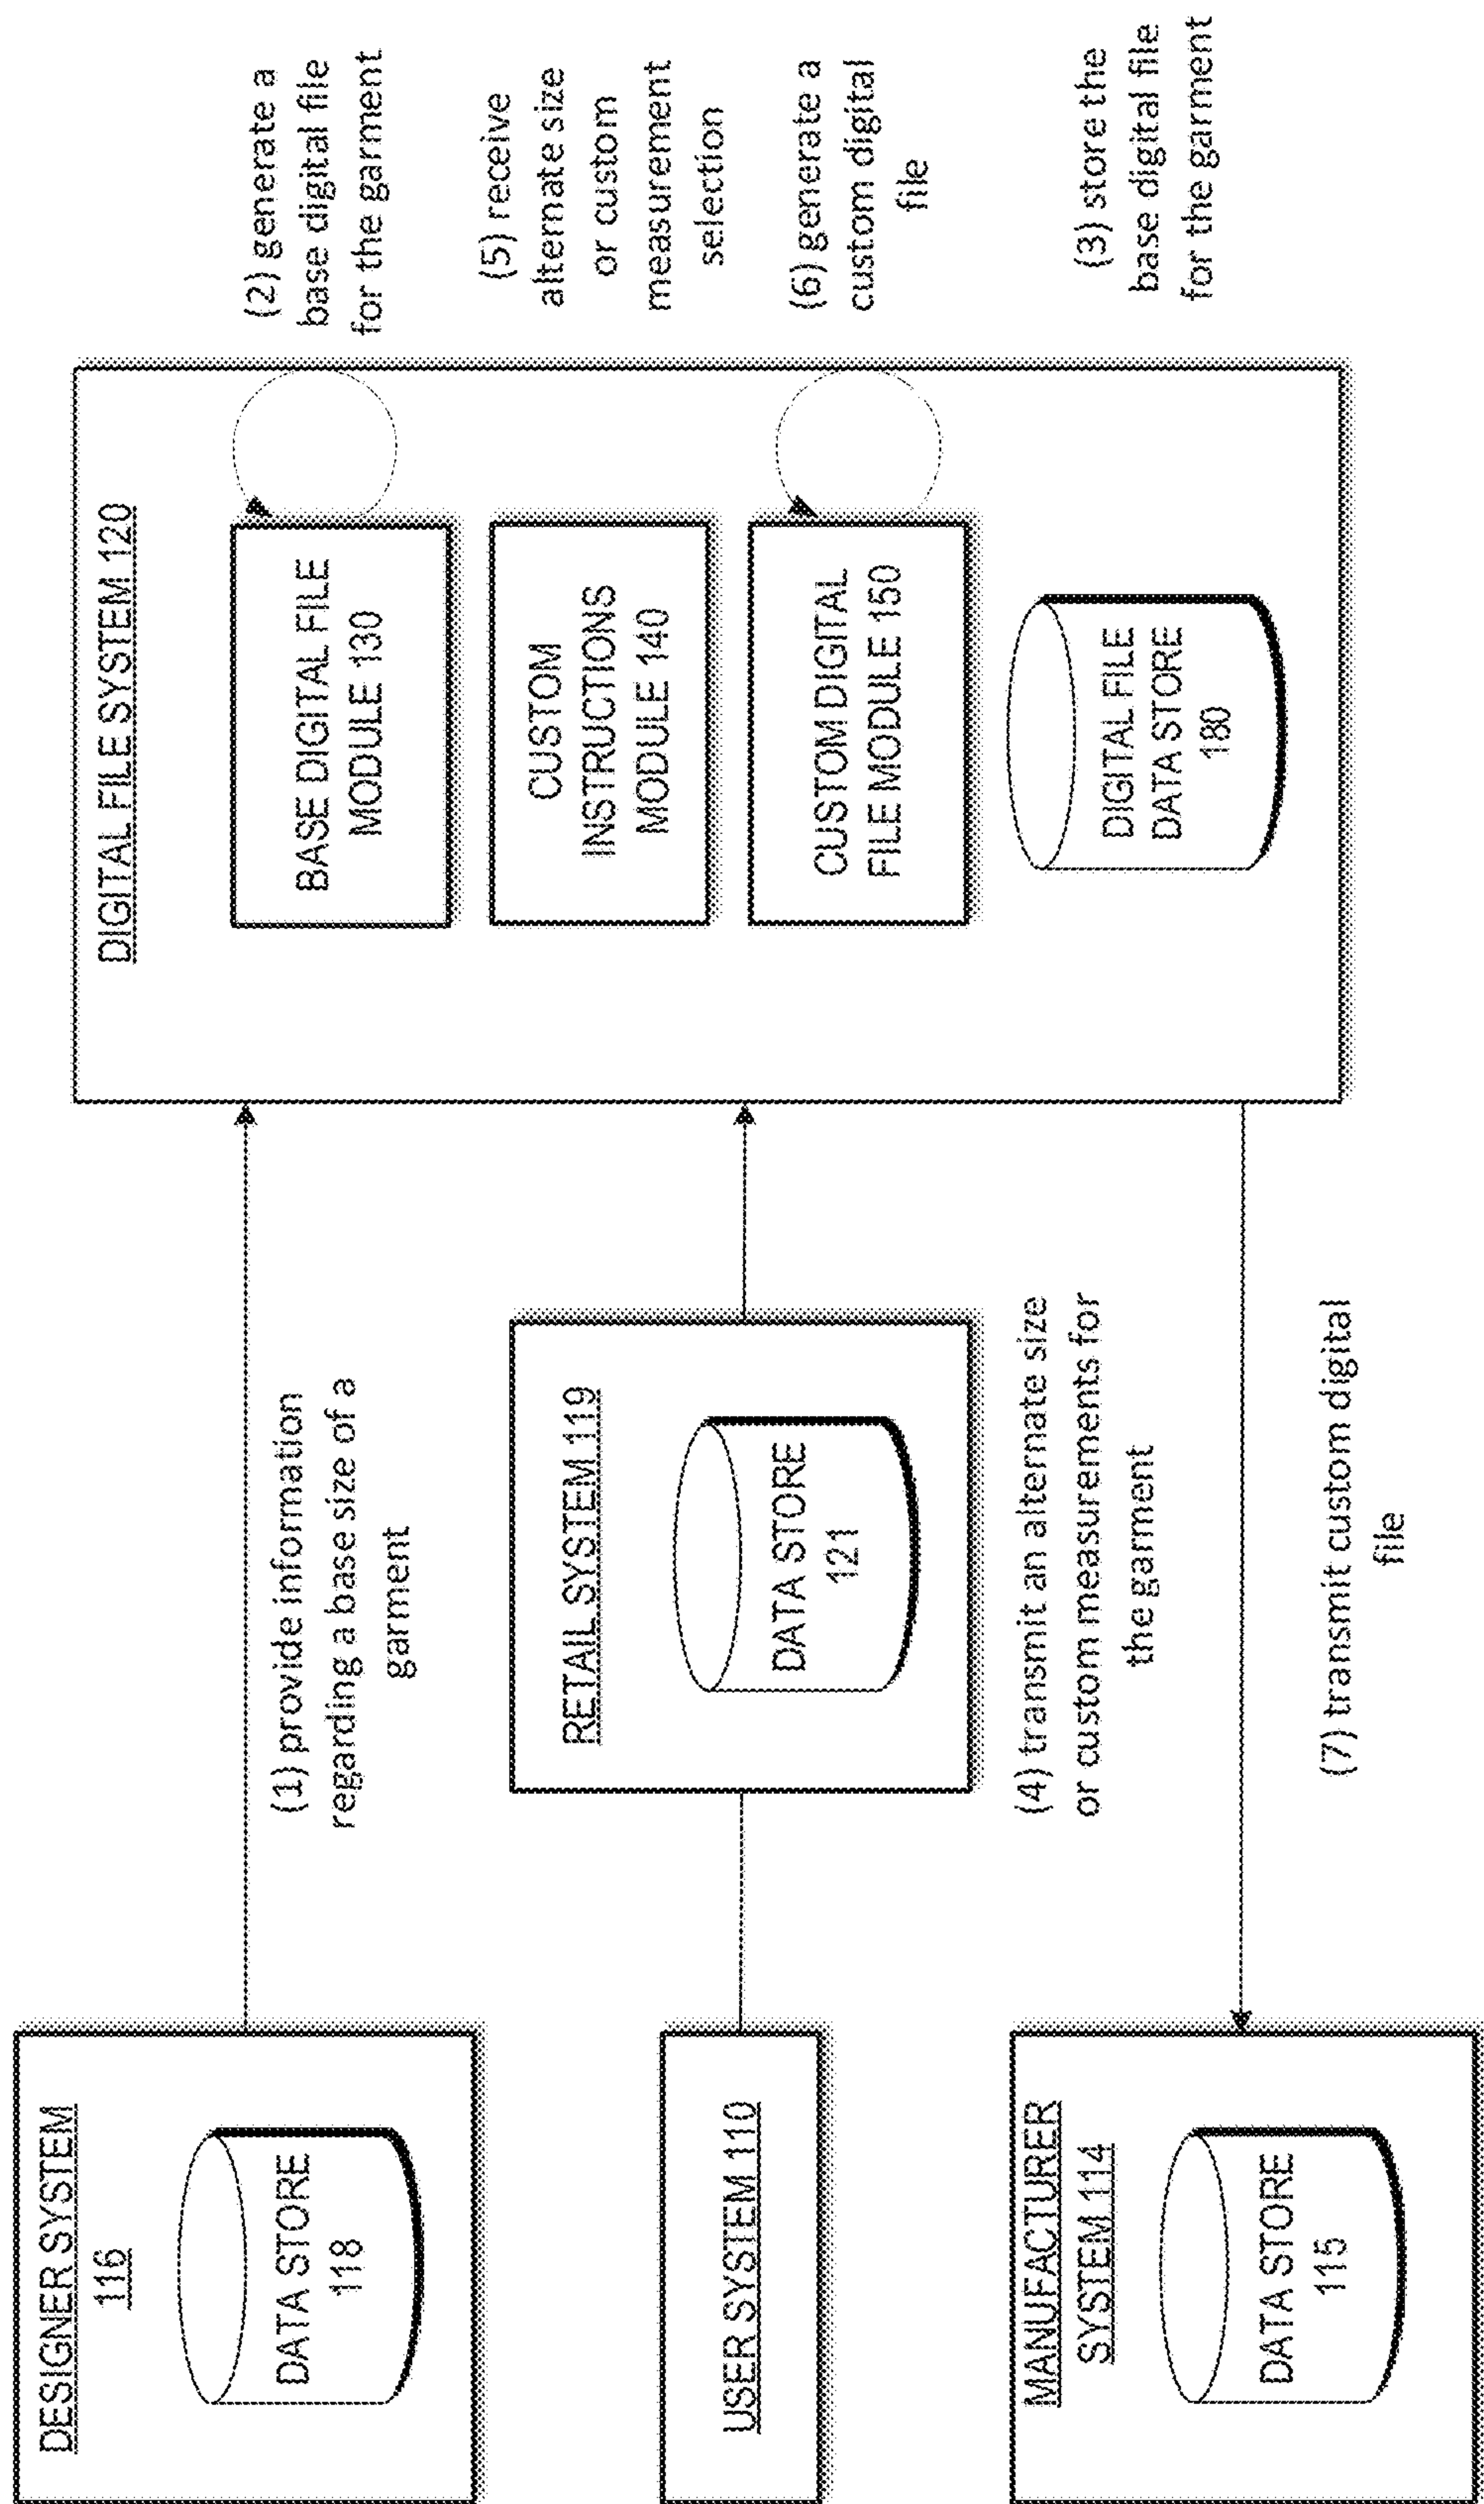 DESIGNER SYSTEM
116
DATA STORE
118
(1) provide information
regarding a base size of a
garment
USER SYSTEM 110
RETAIL SYSTEM 119
DATA STORE
121
(4) transmit an alternate size
or custom measurements for
the garment
MANUFACTURER
SYSTEM 114
DATA STORE
115
(7) transmit custom digital
file
DIGITAL FILE SYSTEM 120
BASE DIGITAL FILE
MODULE 130
CUSTOM
INSTRUCTIONS
MODULE 140
CUSTOM DIGITAL
FILE MODULE 150
DIGITAL FILE
DATA STORE
180
(2) generate a
base digital file
for the garment
(5) receive
alternate size
or custom
measurement
selection
(6) generate a
custom digital
file
(3) store the
base digital file
for the garment